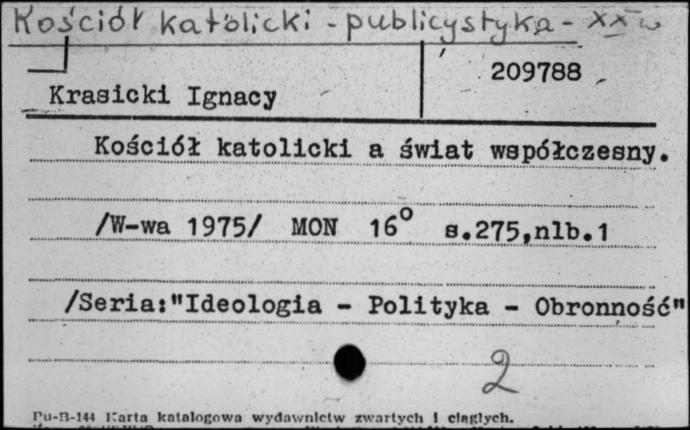 Kościół katolicki - publicystyka - XX w
209788
Krasicki Ignacy
Kościół katolicki a świat współczesny.
/W-wa 1975/ MON 16° s.275,nlb.1
/Seria:"Ideologia - Polityka - Obronność"
2
Pu-B-144 Karta katalogowa wydawnictw zwartych i ciągłych.